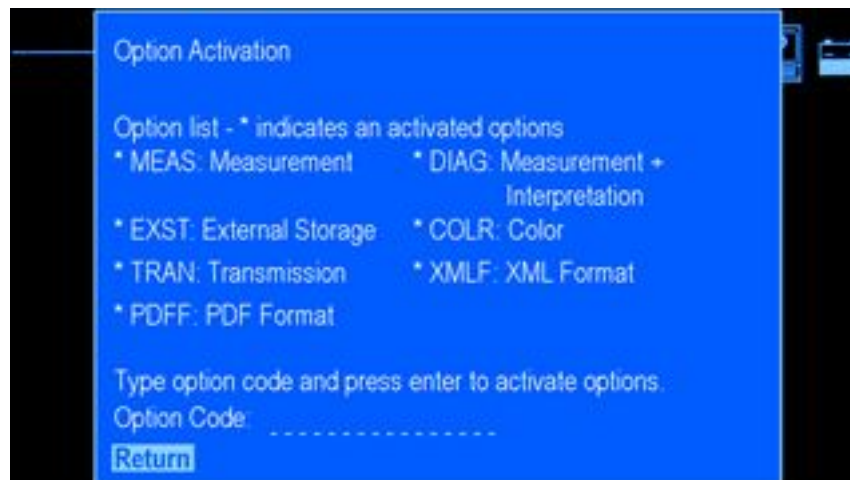 Option Activation
Option list - * indicates an activated options
* MEAS: Measurement * DIAG: Measurement +
Interpretation
* EXST: External Storage * COLR: Color
* TRAN: Transmission * XMLF: XML Format
* PDFF: PDF Format
Type option code and press enter to activate options.
Option Code: _ _ _ _ _ _ _ _ _ _ _ _ _ _ _ _
Return